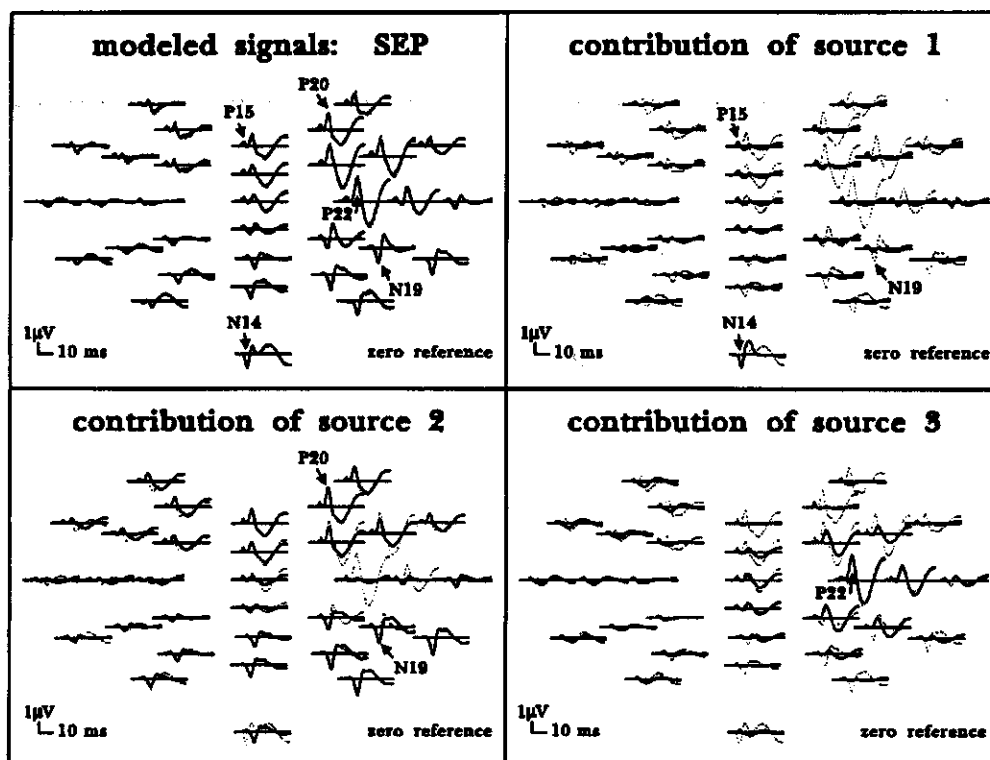 modeled signals: SEP
P20
P15
P22
N19
N14
1µV
10 ms
zero reference
contribution of source 1
P15
N19
N14
1µV
10 ms
zero reference
contribution of source 2
P20
N19
1µV
10 ms
zero reference
contribution of source 3
P22
1µV
10 ms
zero reference